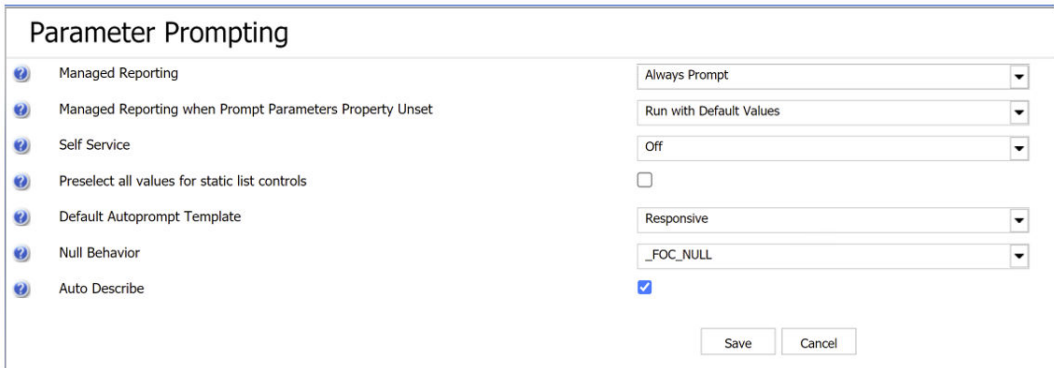 Parameter Prompting
Managed Reporting Always Prompt
Managed Reporting when Prompt Parameters Property Unset Run with Default Values
Self Service Off
Preselect all values for static list controls
Default Autoprompt Template Responsive
Null Behavior _FOC_NULL
Auto Describe
Save Cancel